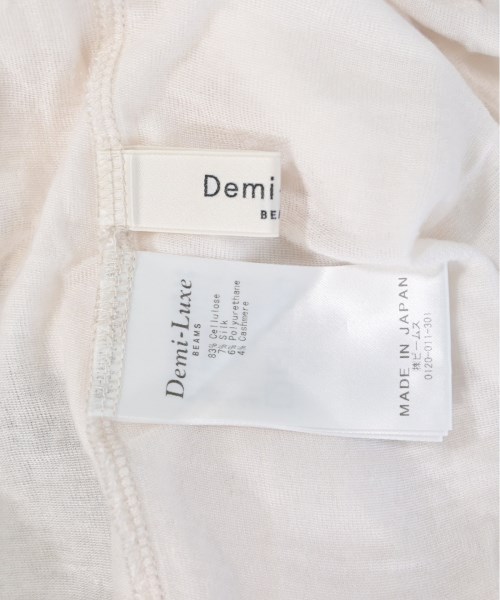 Demi-
BEA
Demi-Luxe
BEAMS
83% Cellulose
7% Silk
6% Polyurethane
4% Cashmere
MADE IN JAPAN
㈱ビームス
0120-011-301